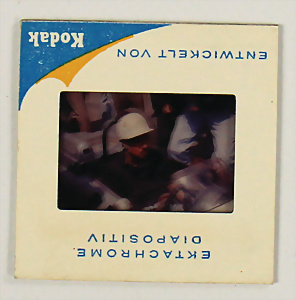 EKTACHROME
DIAPOSITIV
ENTWICKELT VON
Kodak